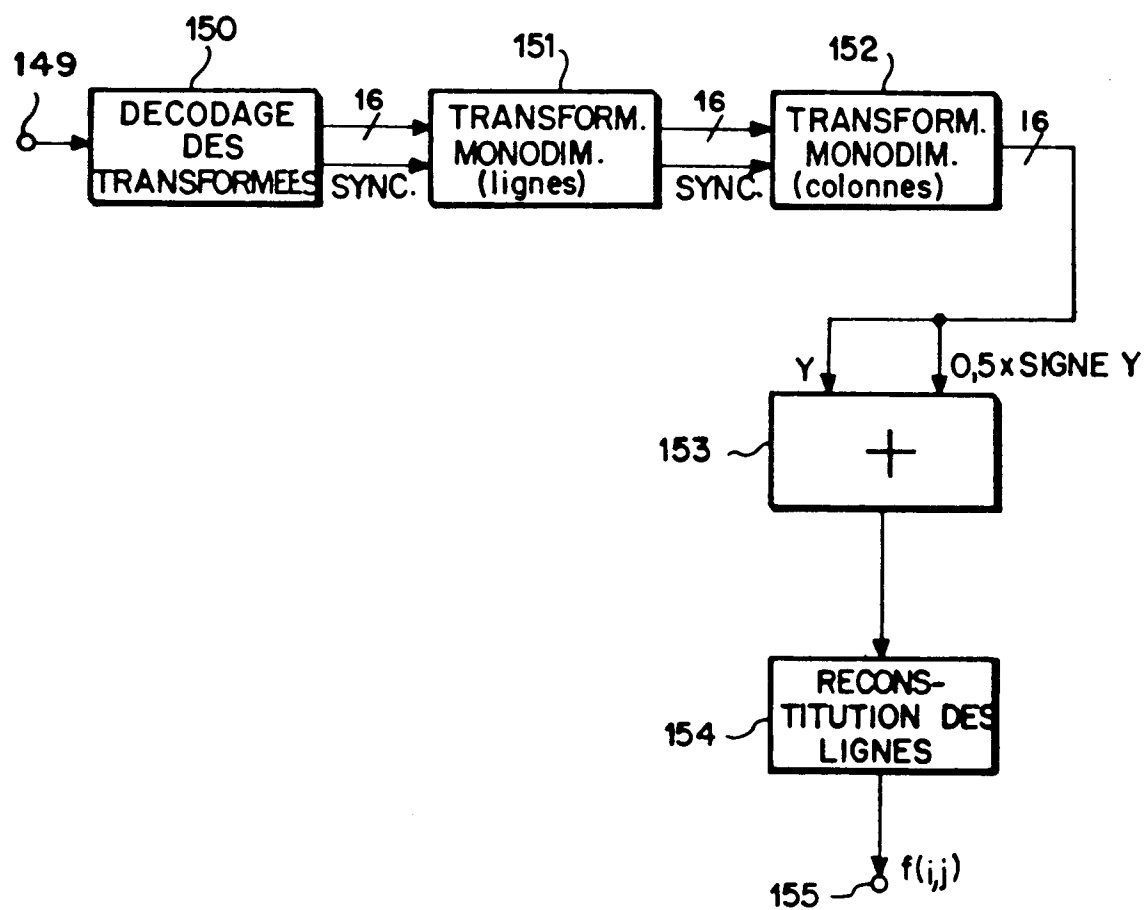 149
150
DECODAGE
DES
TRANSFORMEES
16
SYNC.
151
TRANSFORM.
MONODIM.
(lignes)
16
SYNC.
152
TRANSFORM.
MONODIM.
(colonnes)
16
Y
0,5 x SIGNE Y
153
+
154
RECONS-
TITUTION DES
LIGNES
155
f(i,j)